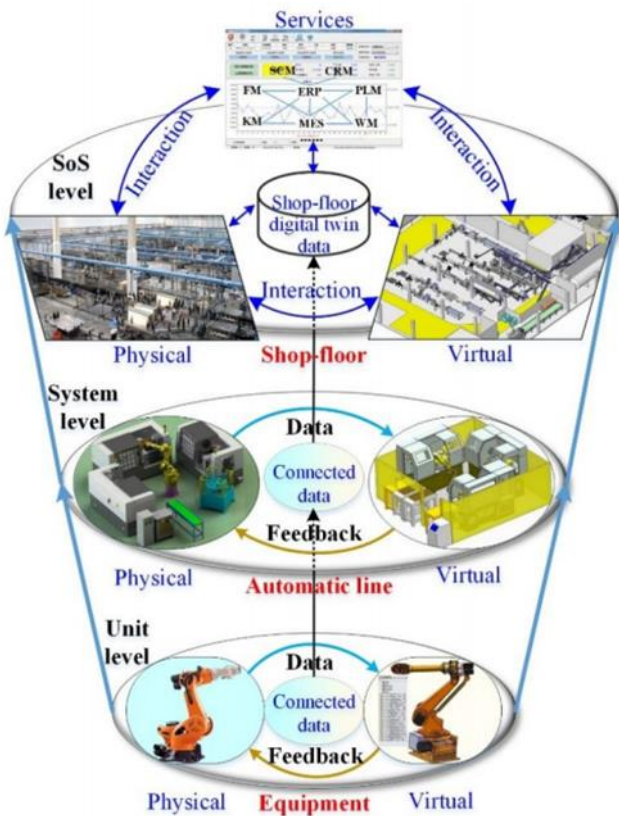 Services
SCM CRM
FM ERP PLM
KM MES WM
Interaction
Interaction
SoS
level
Shop-floor
digital twin
data
Interaction
Physical
Shop-floor
Virtual
System
level
Data
Connected
data
Feedback
Physical
Automatic line
Virtual
Unit
level
Data
Connected
data
Feedback
Physical
Equipment
Virtual